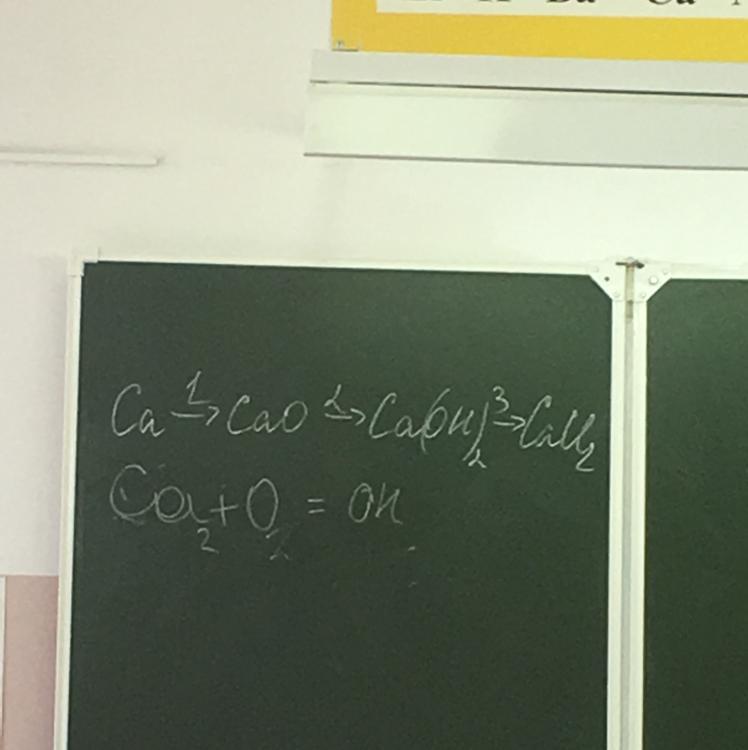 Ca 1→ CaO 2→ Ca(OH)₂ 3→ CaCl₂
Ca₂+O₂ = OH